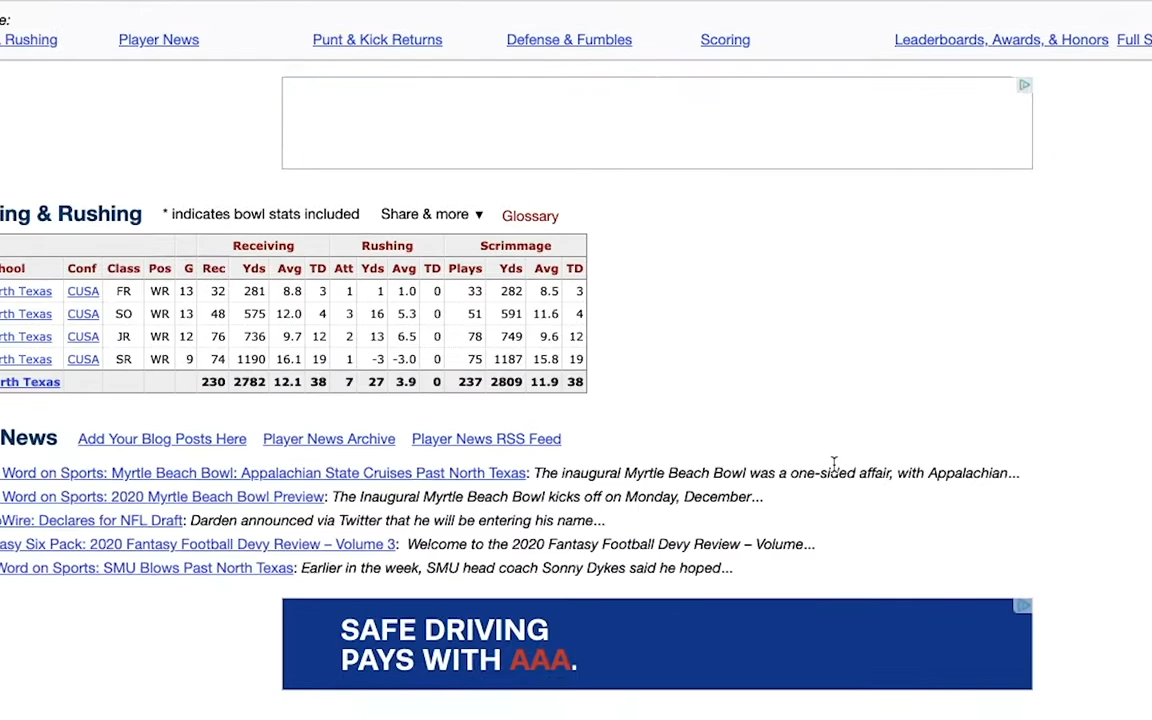 e:
Rushing Player News Punt & Kick Returns Defense & Fumbles Scoring Leaderboards, Awards, & Honors Full S
ing & Rushing * indicates bowl stats included Share & more ▼ Glossary
Receiving Rushing Scrimmage
hool Conf Class Pos G Rec Yds Avg TD Att Yds Avg TD Plays Yds Avg TD
rth Texas CUSA FR WR 13 32 281 8.8 3 1 1 1.0 0 33 282 8.5 3
rth Texas CUSA SO WR 13 48 575 12.0 4 3 16 5.3 0 51 591 11.6 4
rth Texas CUSA JR WR 12 76 736 9.7 12 2 13 6.5 0 78 749 9.6 12
rth Texas CUSA SR WR 9 74 1190 16.1 19 1 -3 -3.0 0 75 1187 15.8 19
rth Texas 230 2782 12.1 38 7 27 3.9 0 237 2809 11.9 38
News Add Your Blog Posts Here Player News Archive Player News RSS Feed
Word on Sports: Myrtle Beach Bowl: Appalachian State Cruises Past North Texas: The inaugural Myrtle Beach Bowl was a one-sided affair, with Appalachian...
Word on Sports: 2020 Myrtle Beach Bowl Preview: The Inaugural Myrtle Beach Bowl kicks off on Monday, December...
Wire: Declares for NFL Draft: Darden announced via Twitter that he will be entering his name...
asy Six Pack: 2020 Fantasy Football Devy Review – Volume 3: Welcome to the 2020 Fantasy Football Devy Review – Volume...
Word on Sports: SMU Blows Past North Texas: Earlier in the week, SMU head coach Sonny Dykes said he hoped...
SAFE DRIVING
PAYS WITH AAA.